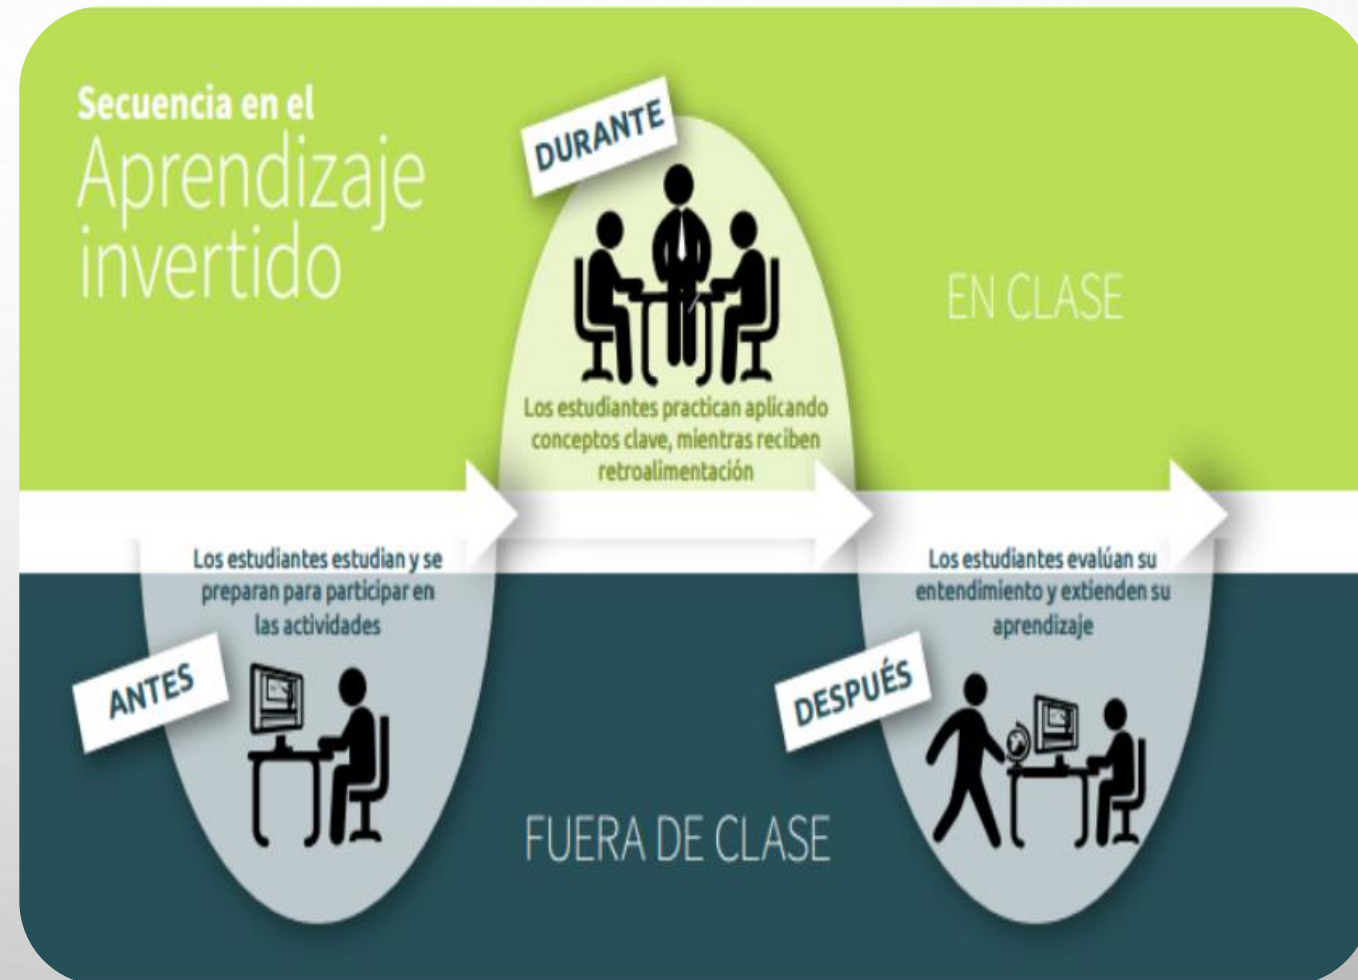 Secuencia en el
Aprendizaje
invertido
DURANTE
EN CLASE
Los estudiantes practican aplicando
conceptos clave, mientras reciben
retroalimentación
Los estudiantes estudian y se
preparan para participar en
las actividades
ANTES
Los estudiantes evalúan su
entendimiento y extienden su
aprendizaje
DESPUÉS
FUERA DE CLASE